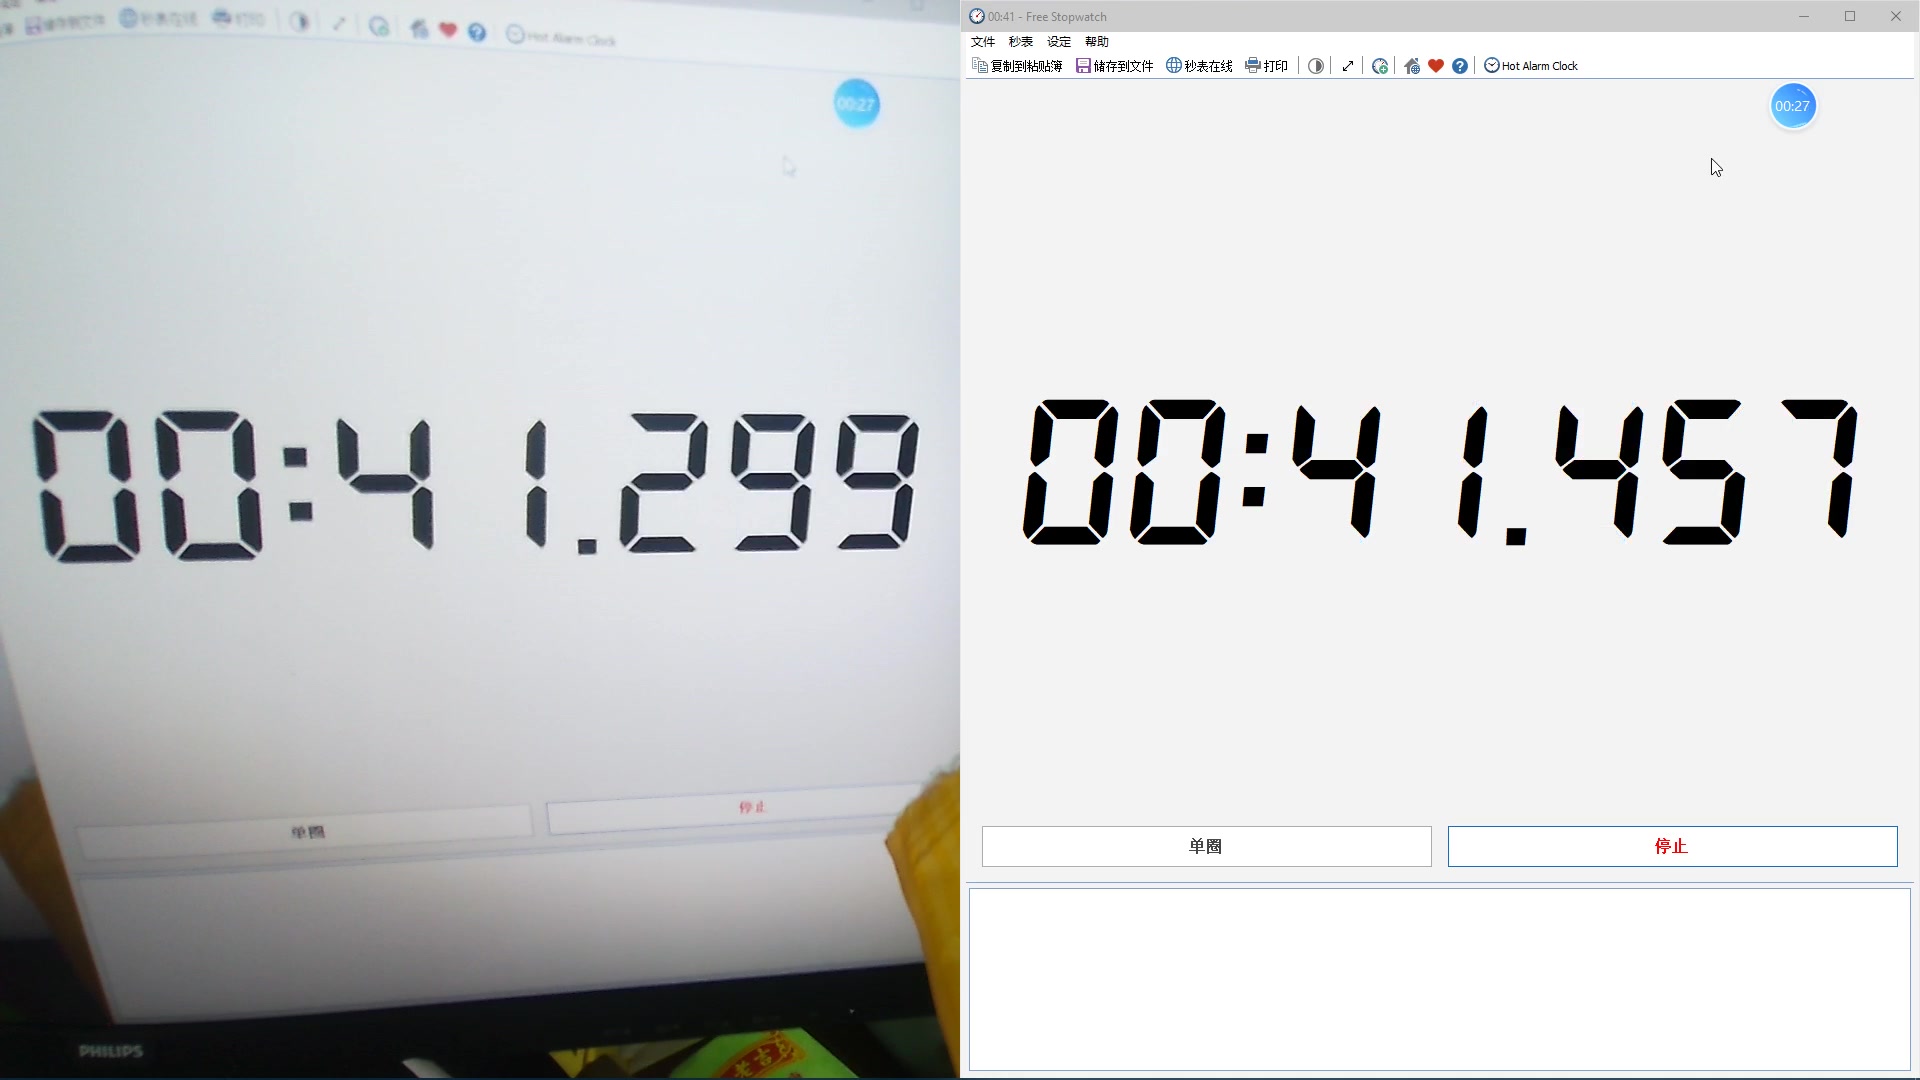 储存到文件 秒表在线 打印 Hot Alarm Clock
00:27
00:41.299
单圈 停止
PHILIPS
老吉
00:41 - Free Stopwatch
文件 秒表 设定 帮助
复制到粘贴簿 储存到文件 秒表在线 打印 Hot Alarm Clock
00:27
00:41.457
单圈 停止